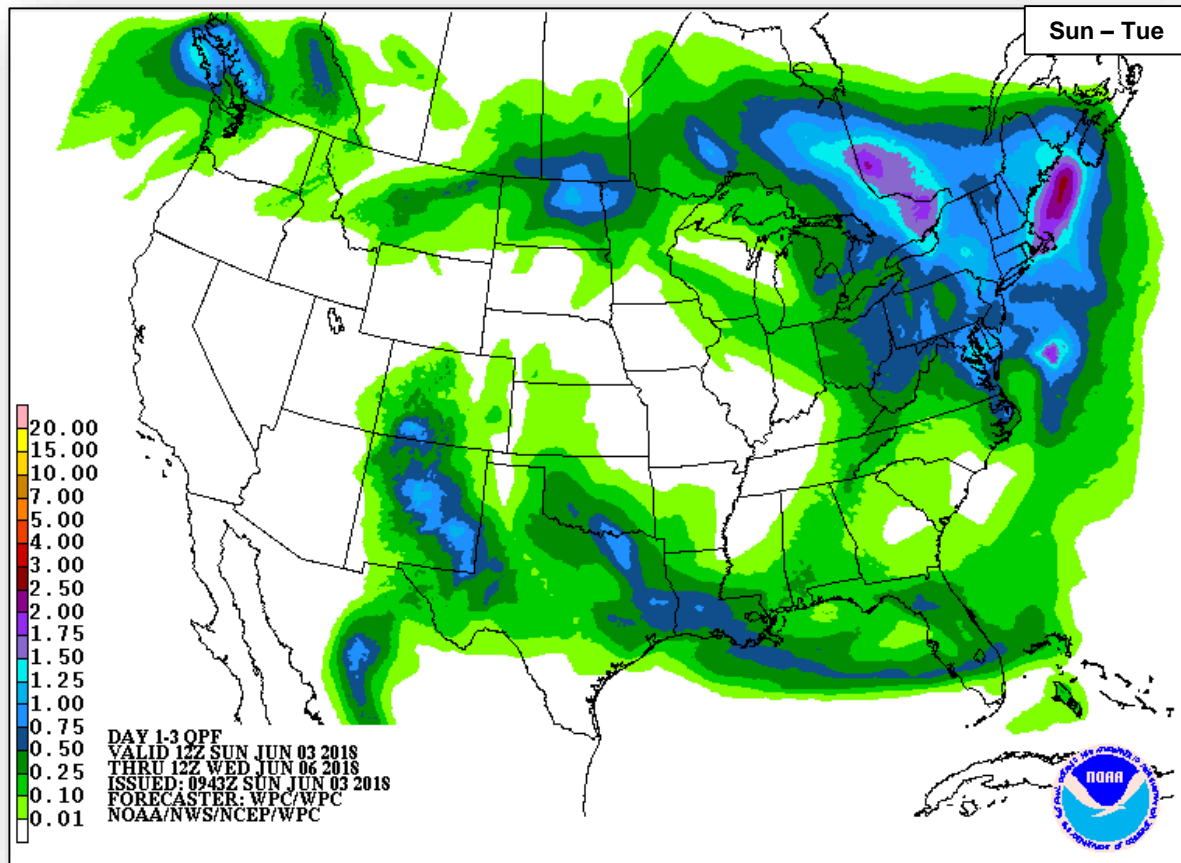 Sun – Tue
20.00
15.00
10.00
7.00
5.00
4.00
3.00
2.50
2.00
1.75
1.50
1.25
1.00
0.75
0.50
0.25
0.10
0.01
DAY 1-3 QPF
VALID 12Z SUN JUN 03 2018
THRU 12Z WED JUN 06 2018
ISSUED: 0943Z SUN JUN 03 2018
FORECASTER: WPC/WPC
NOAA/NWS/NCEP/WPC
NOAA